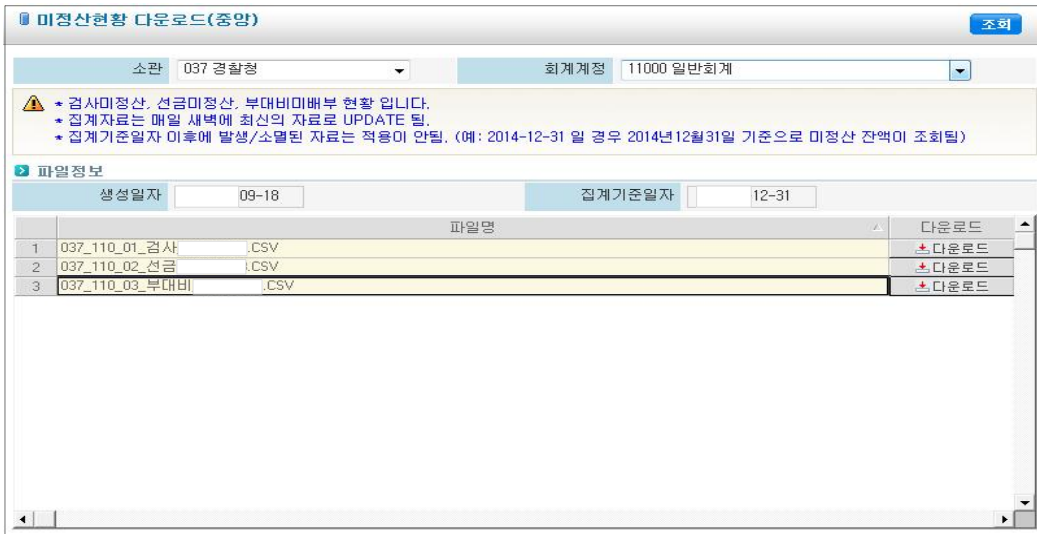 미정산현황 다운로드(중앙)
조회
소관 037 경찰청 회계계정 11000 일반회계
* 검사미정산, 선금미정산, 부대비미배부 현황 입니다.
* 집계자료는 매일 새벽에 최신의 자료로 UPDATE 됨.
* 집계기준일자 이후에 발생/소멸된 자료는 적용이 안됨. (예: 2014-12-31 일 경우 2014년12월31일 기준으로 미정산 잔액이 조회됨)
파일정보
생성일자 09-18 집계기준일자 12-31
파일명 다운로드
1 037_110_01_검사 .CSV 다운로드
2 037_110_02_선금 .CSV 다운로드
3 037_110_03_부대비 .CSV 다운로드